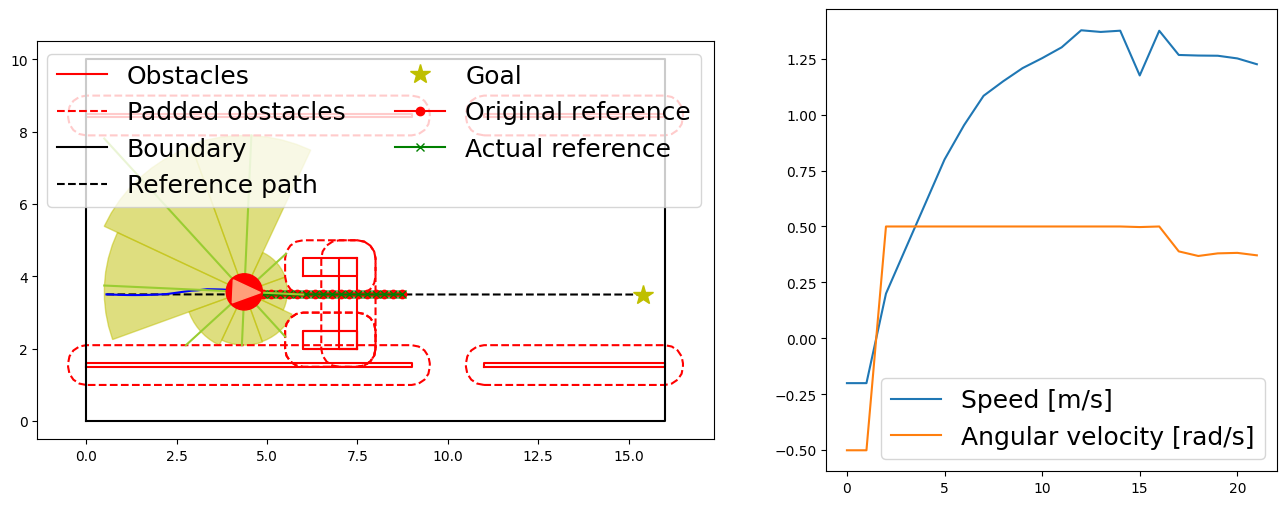 Obstacles
Padded obstacles
Boundary
Reference path
Goal
Original reference
Actual reference
10
8
6
4
2
0
0.0 2.5 5.0 7.5 10.0 12.5 15.0
1.25
1.00
0.75
0.50
0.25
0.00
−0.25
−0.50
Speed [m/s]
Angular velocity [rad/s]
0 5 10 15 20